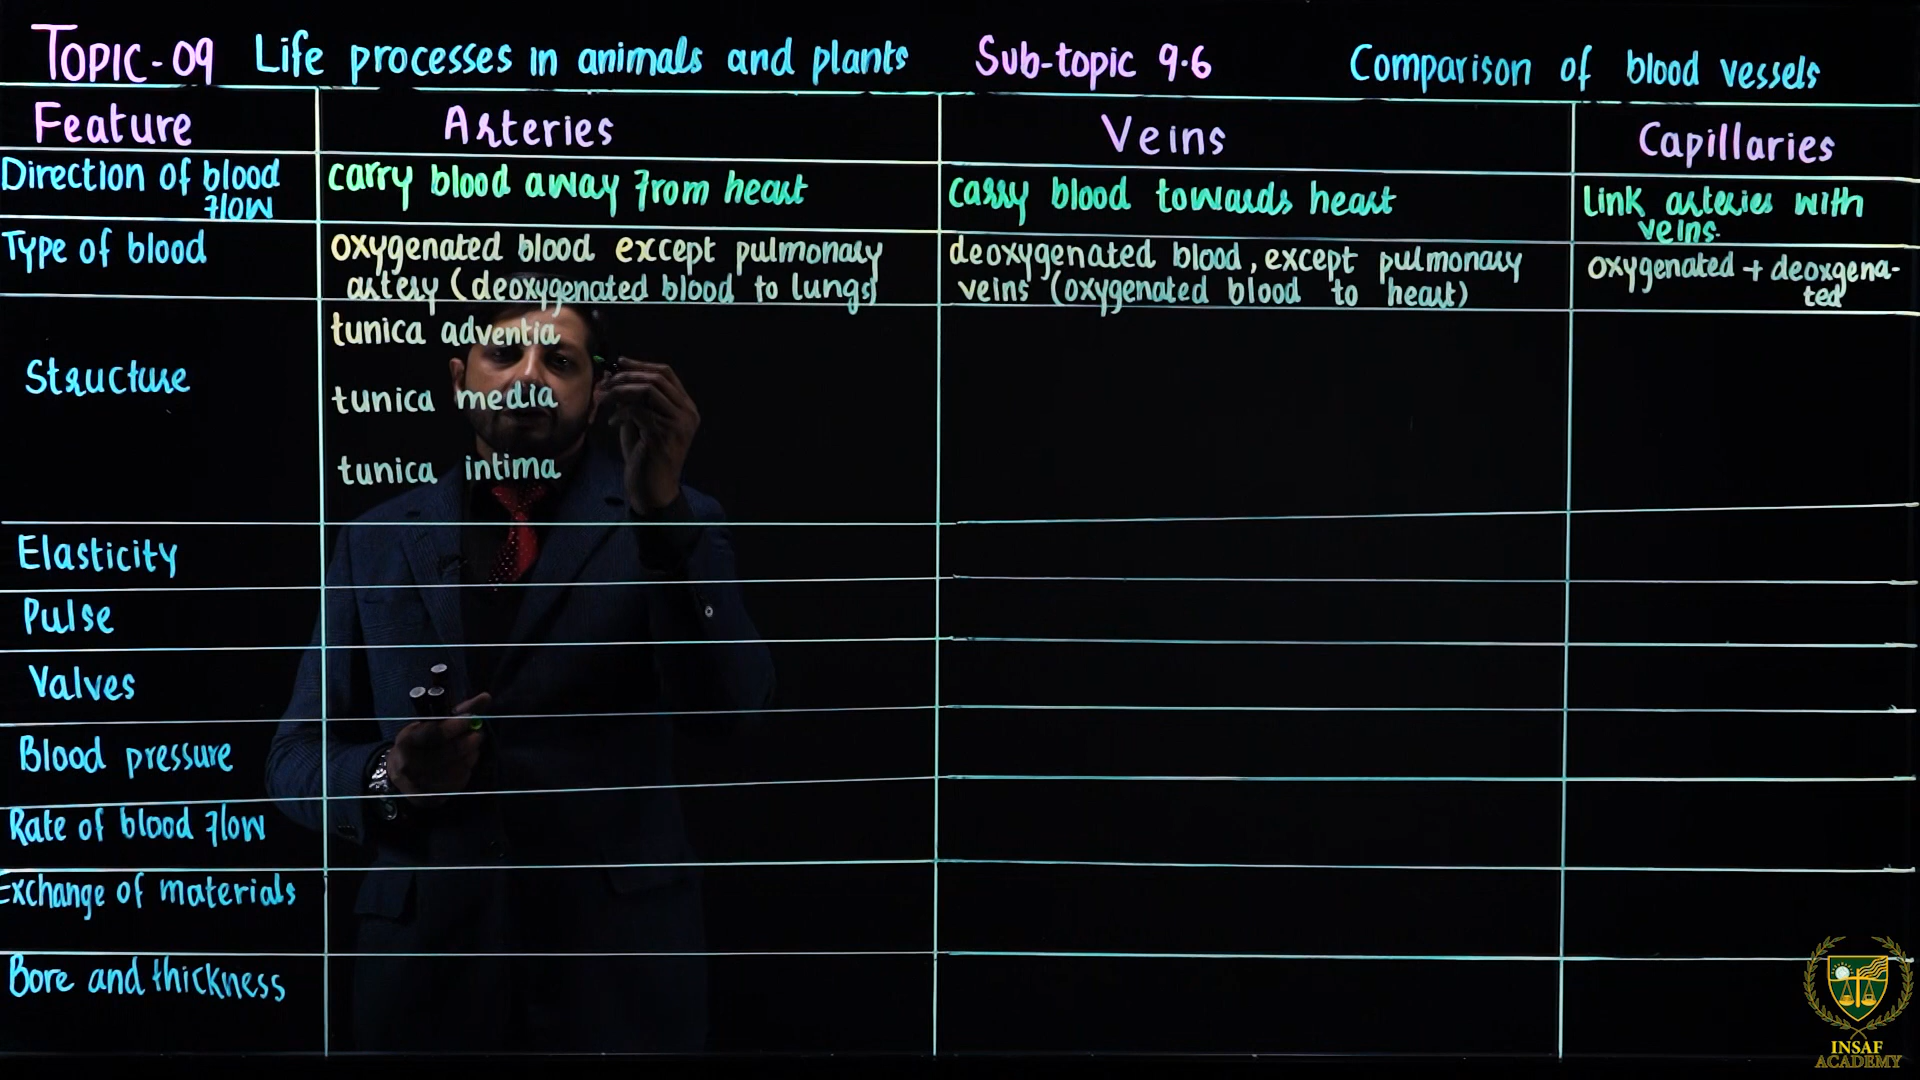 TOPIC-09 Life processes in animals and plants Sub-topic 9.6 Comparison of blood vessels
Feature Arteries Veins Capillaries
Direction of blood flow carry blood away from heart carry blood towards heart link arteries with veins.
Type of blood oxygenated blood except pulmonary artery (deoxygenated blood to lungs) deoxygenated blood, except pulmonary veins (oxygenated blood to heart) oxygenated + deoxgena-ted
Structure
tunica adventia
tunica media
tunica intima
Elasticity
Pulse
Valves
Blood pressure
Rate of blood flow
Exchange of materials
Bore and thickness
INSAF
ACADEMY